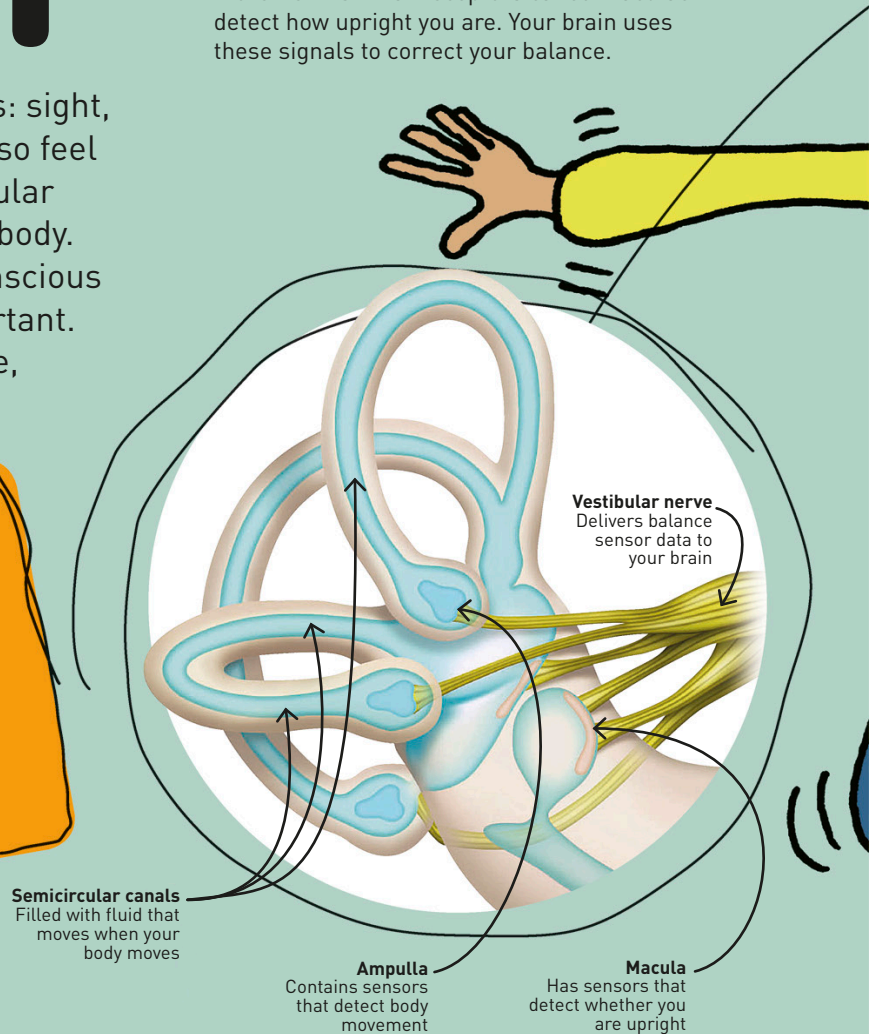 detect how upright you are. Your brain uses
these signals to correct your balance.
s: sight,
so feel
ular
body.
nscious
rtant.
e,
Vestibular nerve
Delivers balance
sensor data to
your brain
Semicircular canals
Filled with fluid that
moves when your
body moves
Ampulla
Contains sensors
that detect body
movement
Macula
Has sensors that
detect whether you
are upright